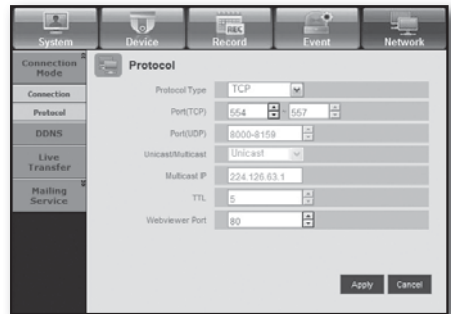 System Device Record Event Network
REC
Connection Mode
Connection
Protocol
DDNS
Live Transfer
Mailing Service
Protocol
Protocol Type TCP
Port(TCP) 554 - 557
Port(UDP) 8000-8159
Unicast/Multicast Unicast
Multicast IP 224.126.63.1
TTL 5
Webviewer Port 80
Apply Cancel